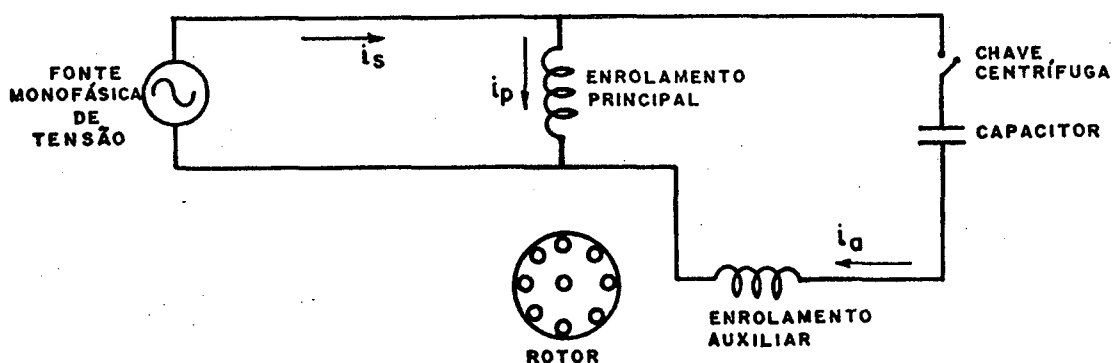 FONTE
MONOFÁSICA
DE
TENSÃO
is
ip
ENROLAMENTO
PRINCIPAL
CHAVE
CENTRÍFUGA
CAPACITOR
ia
ENROLAMENTO
AUXILIAR
ROTOR